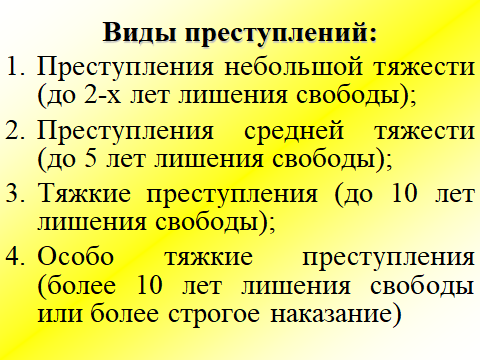 Виды преступлений:
1. Преступления небольшой тяжести
(до 2-х лет лишения свободы);
2. Преступления средней тяжести
(до 5 лет лишения свободы);
3. Тяжкие преступления (до 10 лет
лишения свободы);
4. Особо тяжкие преступления
(более 10 лет лишения свободы
или более строгое наказание)